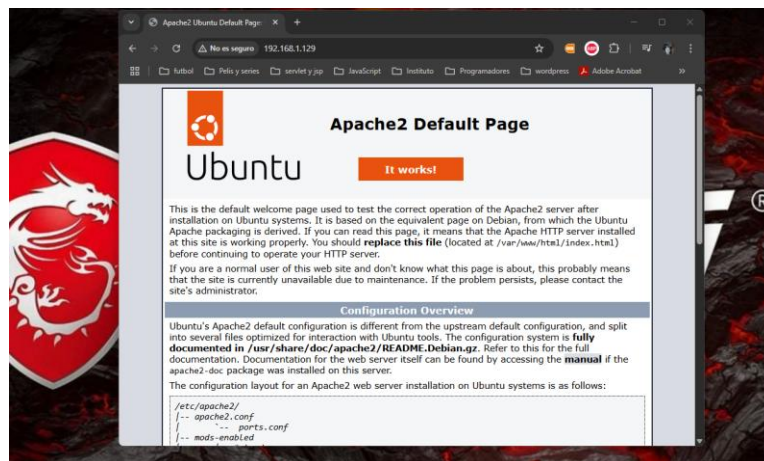 Apache2 Ubuntu Default Page:
No es seguro 192.168.1.129
futbol Pelis y series servlet y jsp JavaScript Instituto Programadores wordpress Adobe Acrobat
Apache2 Default Page
Ubuntu
It works!
This is the default welcome page used to test the correct operation of the Apache2 server after
installation on Ubuntu systems. It is based on the equivalent page on Debian, from which the Ubuntu
Apache packaging is derived. If you can read this page, it means that the Apache HTTP server installed
at this site is working properly. You should replace this file (located at /var/www/html/index.html)
before continuing to operate your HTTP server.
If you are a normal user of this web site and don't know what this page is about, this probably means
that the site is currently unavailable due to maintenance. If the problem persists, please contact the
site's administrator.
Configuration Overview
Ubuntu's Apache2 default configuration is different from the upstream default configuration, and split
into several files optimized for interaction with Ubuntu tools. The configuration system is fully
documented in /usr/share/doc/apache2/README.Debian.gz. Refer to this for the full
documentation. Documentation for the web server itself can be found by accessing the manual if the
apache2-doc package was installed on this server.
The configuration layout for an Apache2 web server installation on Ubuntu systems is as follows:
/etc/apache2/
|-- apache2.conf
|       `--  ports.conf
|-- mods-enabled